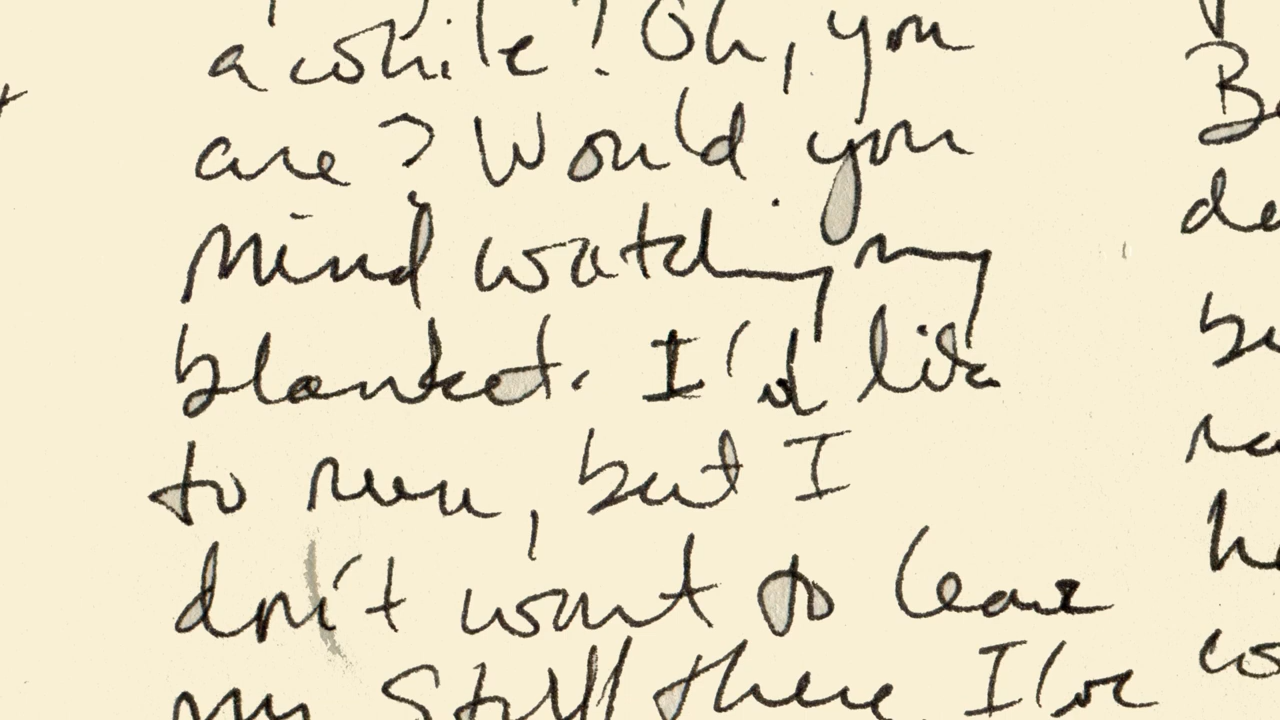 a while? Oh, you
are? Would you
mind watching my
blanket. I'd like
to run, but I
don't want to leave
my stuff there. I've